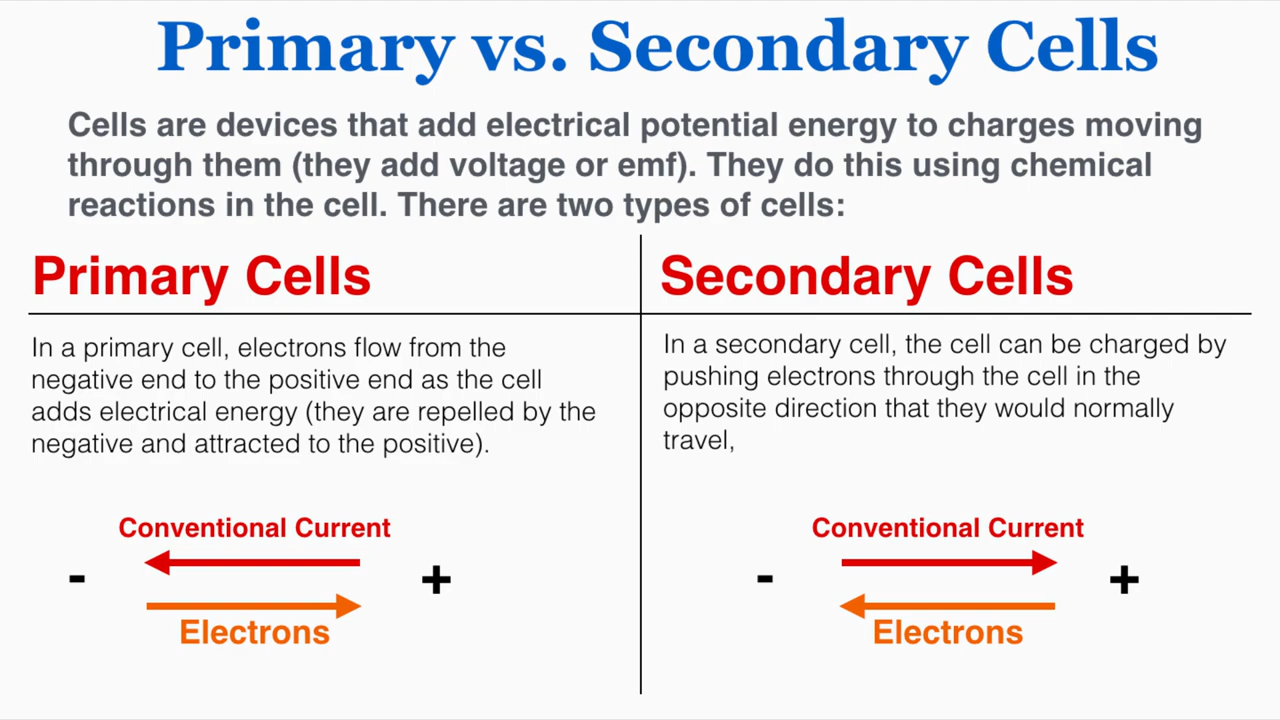 Primary vs. Secondary Cells
Cells are devices that add electrical potential energy to charges moving
through them (they add voltage or emf). They do this using chemical
reactions in the cell. There are two types of cells:
Primary Cells
In a primary cell, electrons flow from the
negative end to the positive end as the cell
adds electrical energy (they are repelled by the
negative and attracted to the positive).
Conventional Current
- +
Electrons
Secondary Cells
In a secondary cell, the cell can be charged by
pushing electrons through the cell in the
opposite direction that they would normally
travel,
Conventional Current
- +
Electrons